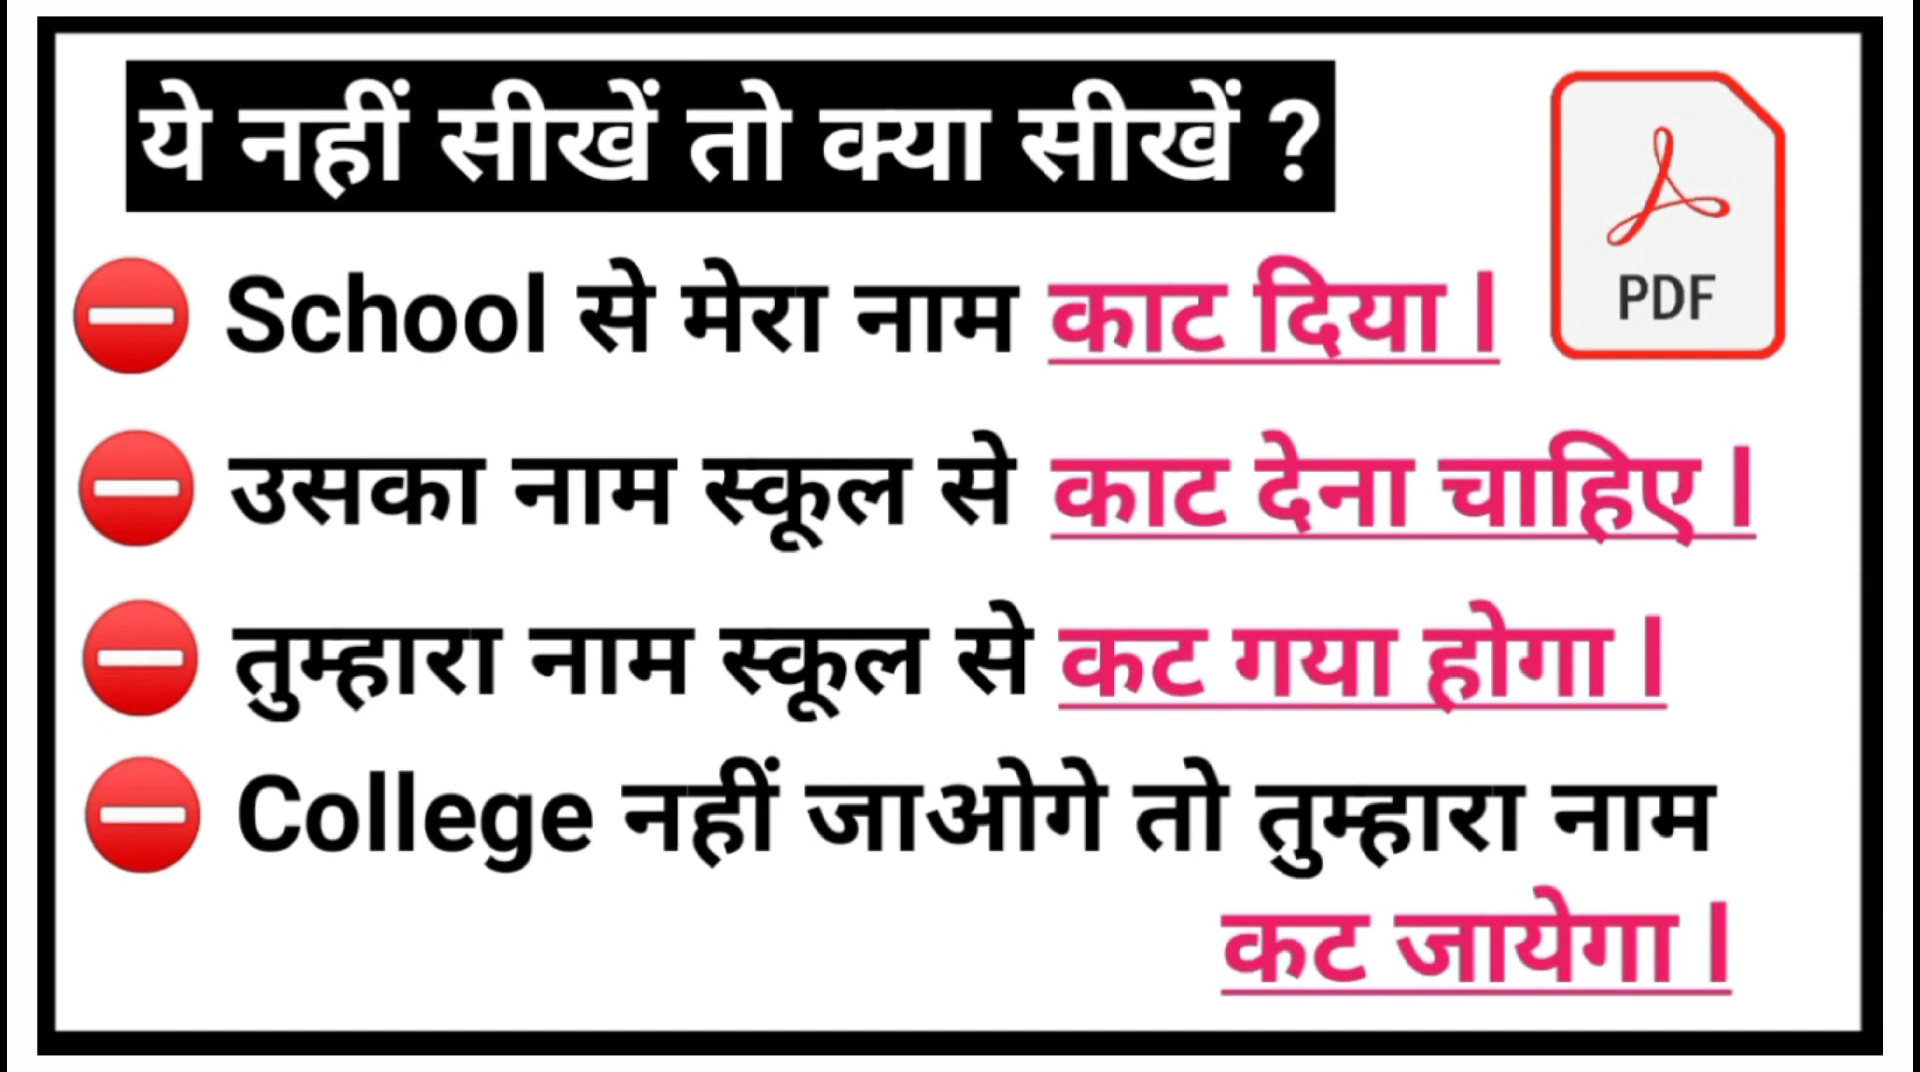 ये नहीं सीखें तो क्या सीखें ?
PDF
School से मेरा नाम काट दिया ।
उसका नाम स्कूल से काट देना चाहिए ।
तुम्हारा नाम स्कूल से कट गया होगा ।
College नहीं जाओगे तो तुम्हारा नाम
कट जायेगा ।